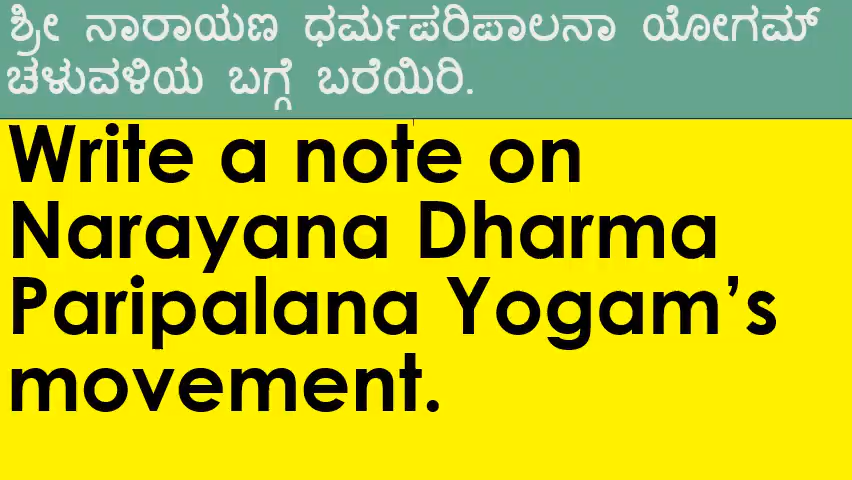 ಶ್ರೀ ನಾರಾಯಣ ಧರ್ಮಪರಿಪಾಲನಾ ಯೋಗಮ್
ಚಳುವಳಿಯ ಬಗ್ಗೆ ಬರೆಯಿರಿ.
Write a note on
Narayana Dharma
Paripalana Yogam’s
movement.